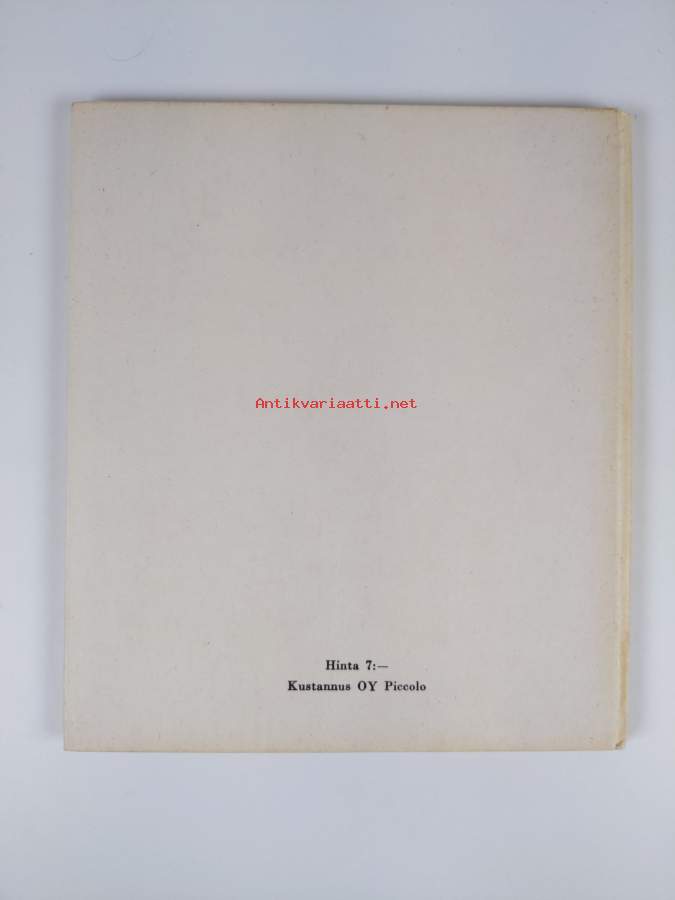 Antikvariaatti.net
Hinta 7:—
Kustannus OY Piccolo